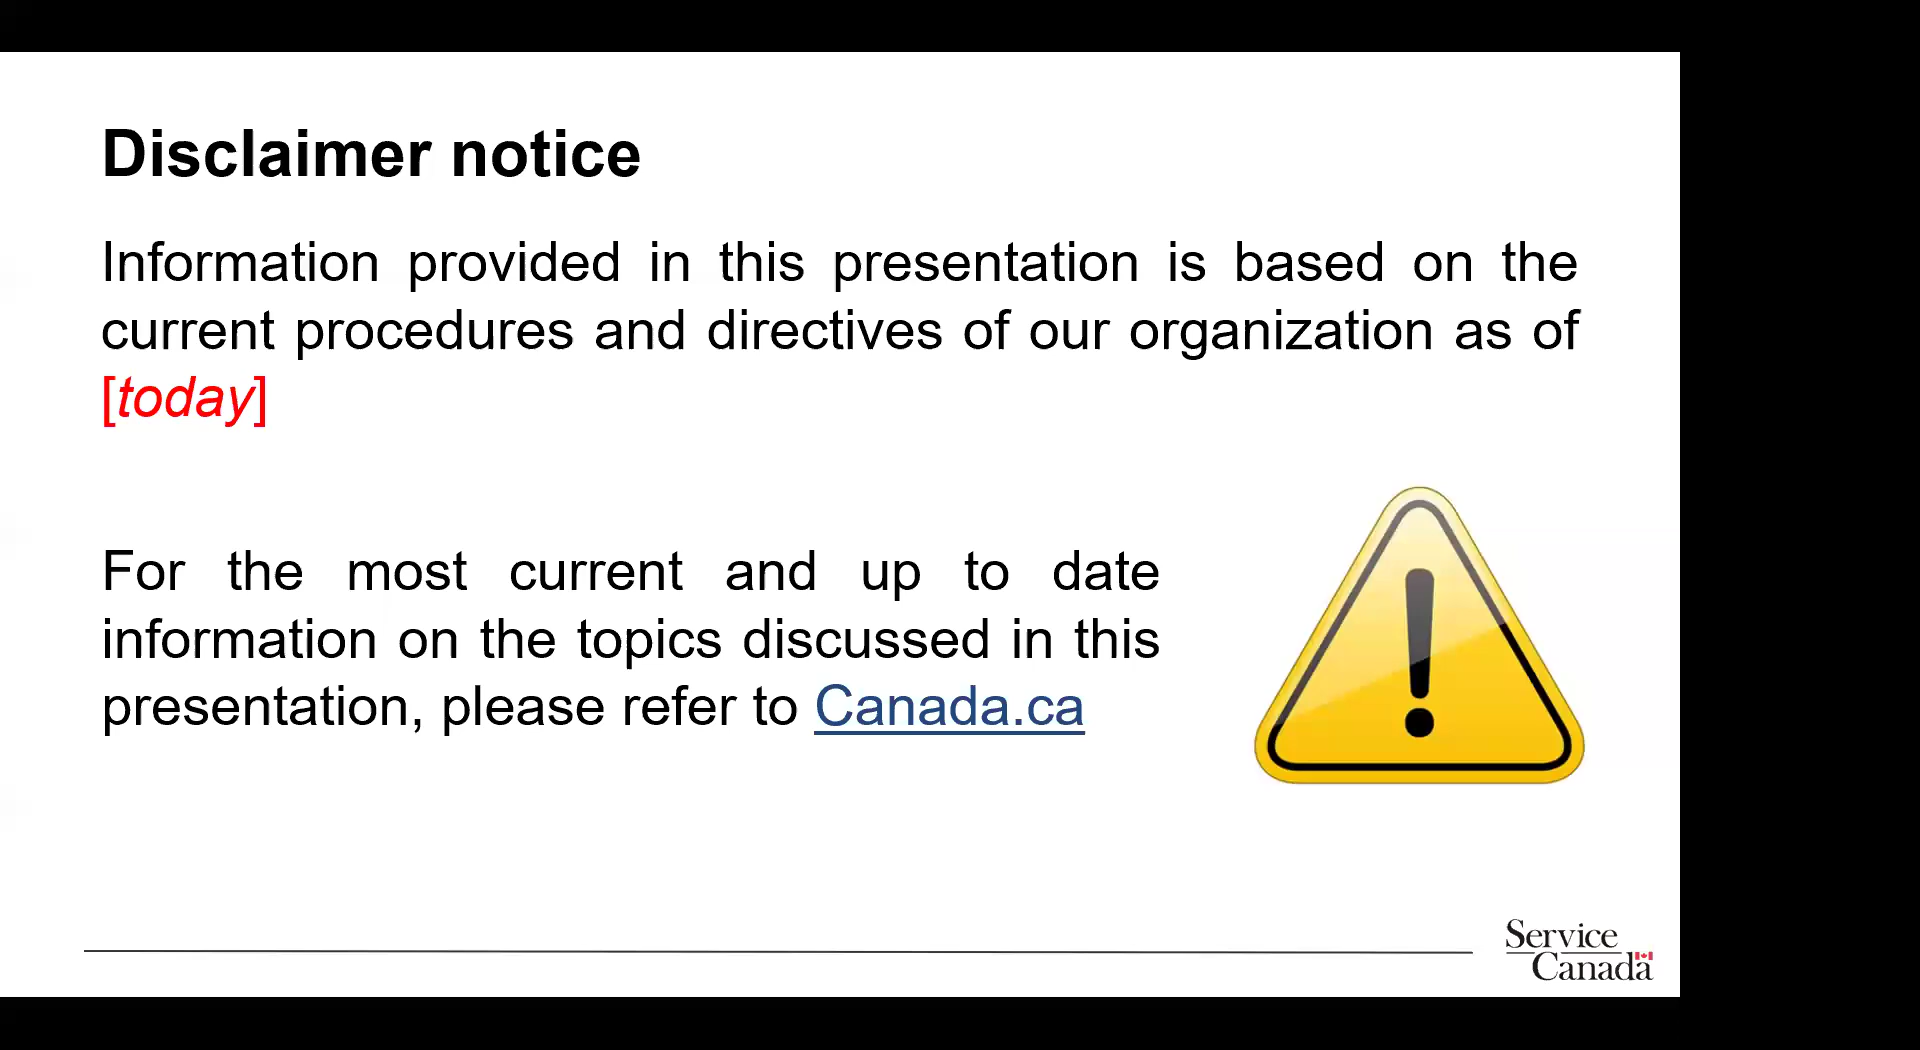 Disclaimer notice
Information provided in this presentation is based on the
current procedures and directives of our organization as of
[today]
For the most current and up to date
information on the topics discussed in this
presentation, please refer to Canada.ca
Service
Canada